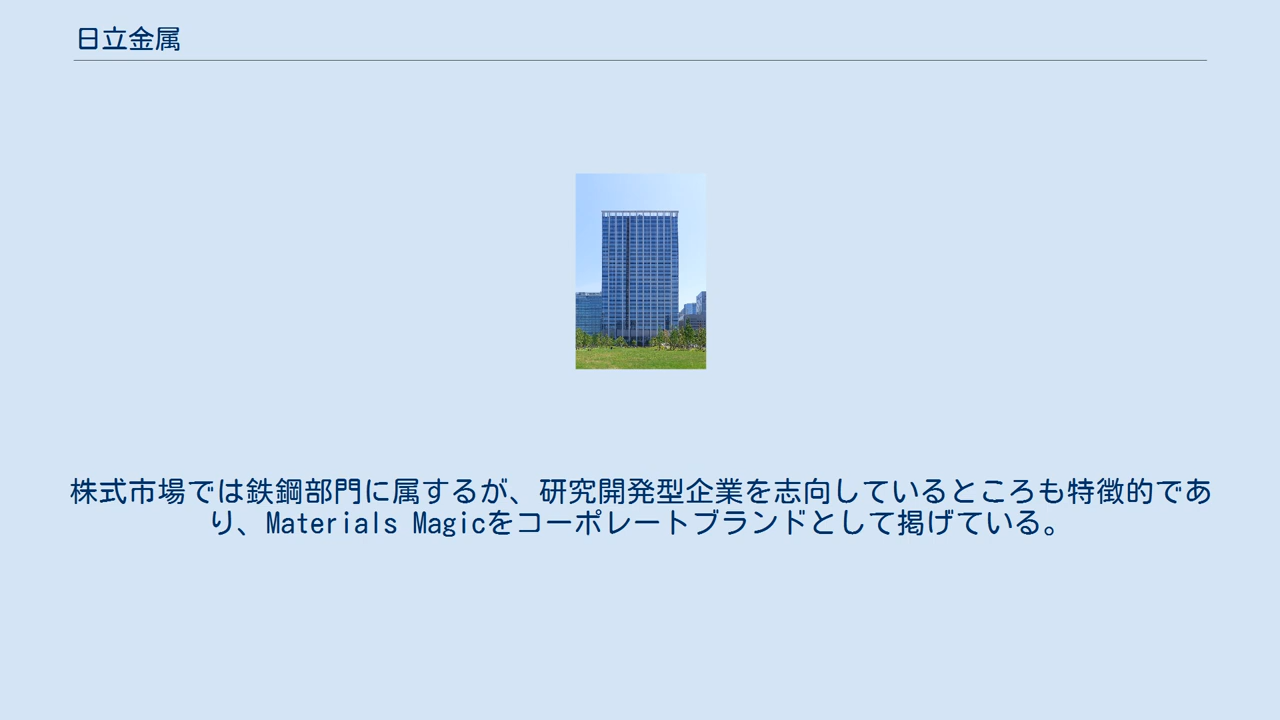 日立金属
株式市場では鉄鋼部門に属するが、研究開発型企業を志向しているところも特徴的であ
り、Materials Magicをコーポレートブランドとして掲げている。